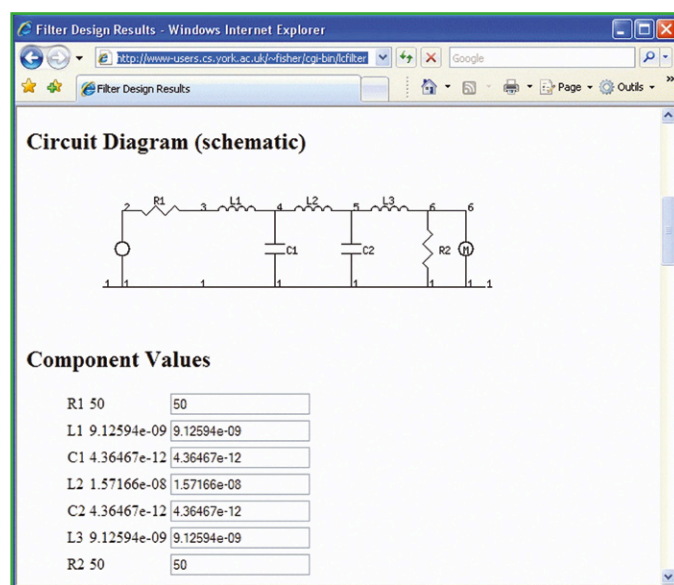 Filter Design Results - Windows Internet Explorer
http://www-users.cs.york.ac.uk/~fisher/cgi-bin/lcfilter
Google
Filter Design Results
Page
Outils
»
Circuit Diagram (schematic)
2 R1 3 L1 4 L2 5 L3 6 6
C1 C2 R2 M
1 1 1 1 1 1 1
Component Values
R1 50 50
L1 9.12594e-09 9.12594e-09
C1 4.36467e-12 4.36467e-12
L2 1.57166e-08 1.57166e-08
C2 4.36467e-12 4.36467e-12
L3 9.12594e-09 9.12594e-09
R2 50 50